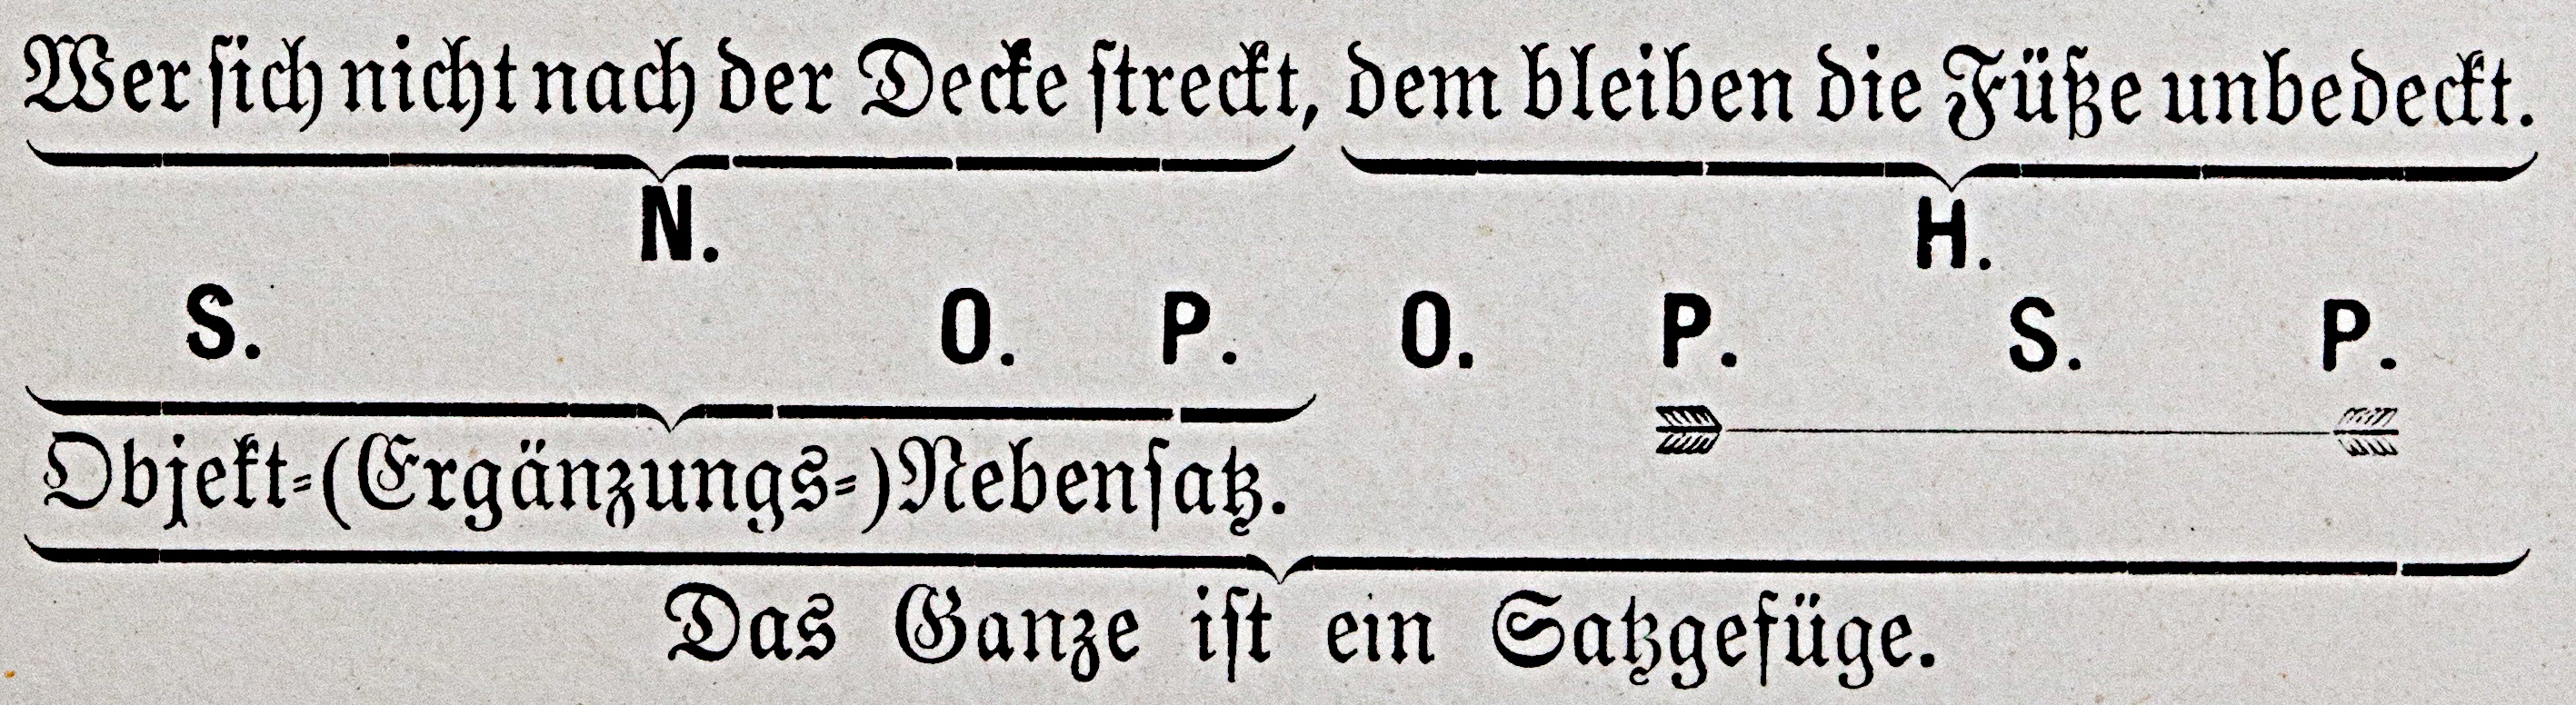 Wer sich nicht nach der Decke streckt, dem bleiben die Füße unbedeckt.
N. H.
S. O. P. O. P. S. P.
Objekt-(Ergänzungs-)Nebensatz.
Das Ganze ist ein Satzgefüge.